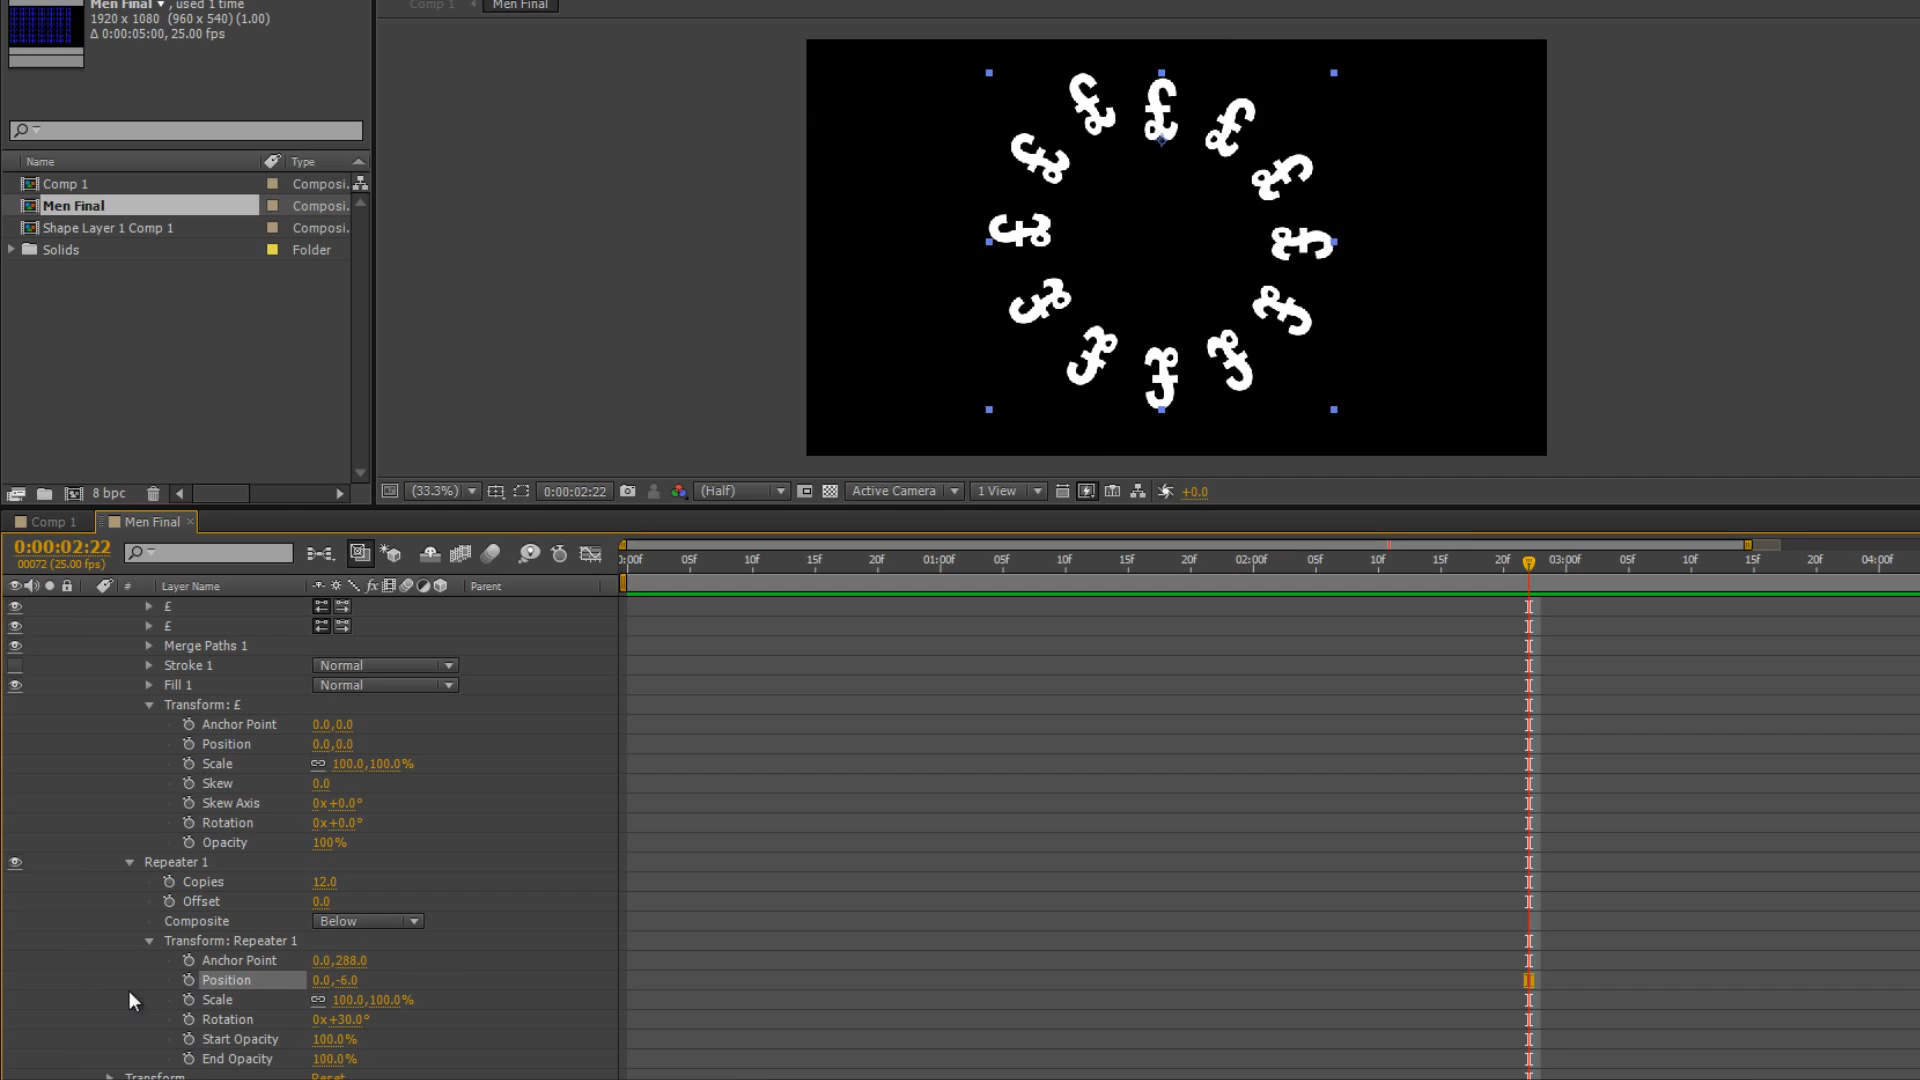 Men Final ▾ , used 1 time
1920 x 1080 (960 x 540) (1.00)
Δ 0:00:05:00, 25.00 fps
Name Type
Comp 1 Composi.
Men Final Composi.
Shape Layer 1 Comp 1 Composi.
Solids Folder
8 bpc
Comp 1 Men Final
£ £ £ £ £ £ £ £ £ £ £ £
(33.3%) 0:00:02:22 (Half) Active Camera 1 View +0.0
Comp 1 Men Final ×
0:00:02:22
00072 (25.00 fps)
# Layer Name fx Parent
):00f 05f 10f 15f 20f 01:00f 05f 10f 15f 20f 02:00f 05f 10f 15f 20f 03:00f 05f 10f 15f 20f 04:00f
£
£
Merge Paths 1
Stroke 1 Normal
Fill 1 Normal
Transform: £
Anchor Point 0.0,0.0
Position 0.0,0.0
Scale 100.0,100.0%
Skew 0.0
Skew Axis 0x+0.0°
Rotation 0x+0.0°
Opacity 100%
Repeater 1
Copies 12.0
Offset 0.0
Composite Below
Transform: Repeater 1
Anchor Point 0.0,288.0
Position 0.0,-6.0
Scale 100.0,100.0%
Rotation 0x+30.0°
Start Opacity 100.0%
End Opacity 100.0%
Transform Reset